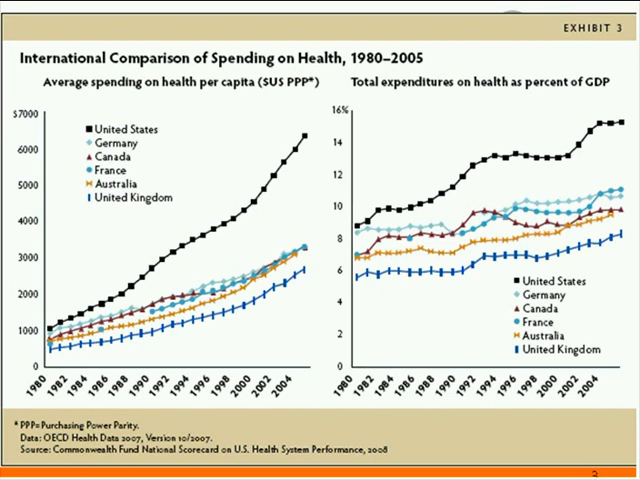 EXHIBIT 3
International Comparison of Spending on Health, 1980–2005
Average spending on health per capita ($US PPP*)
Total expenditures on health as percent of GDP
$7000
6000
5000
4000
3000
2000
1000
0
United States
Germany
Canada
France
Australia
United Kingdom
1980
1982
1984
1986
1988
1990
1992
1994
1996
1998
2000
2002
2004
16%
14
12
10
8
6
4
2
0
United States
Germany
Canada
France
Australia
United Kingdom
1980
1982
1984
1986
1988
1990
1992
1994
1996
1998
2000
2002
2004
* PPP=Purchasing Power Parity.
Data: OECD Health Data 2007, Version 10/2007.
Source: Commonwealth Fund National Scorecard on U.S. Health System Performance, 2008
3